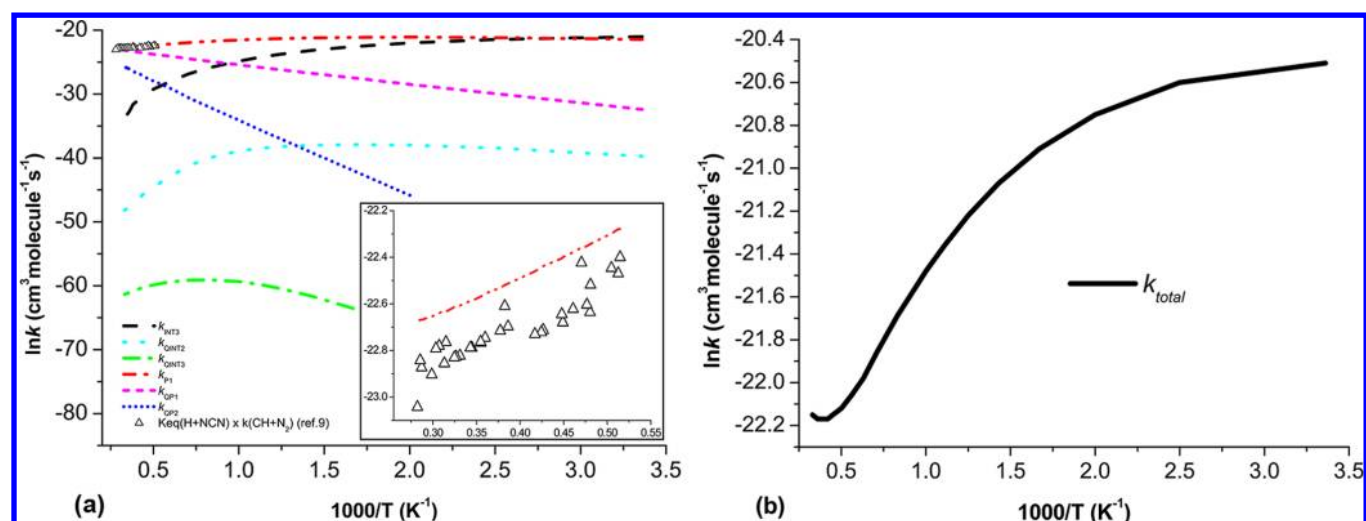 -20
-30
-40
-50
-60
-70
-80
lnk (cm³molecule⁻¹s⁻¹)
k_INT3
k_QINT2
k_QINT3
k_P1
k_QP1
k_QP2
Keq(H+NCN) x k(CH+N₂) (ref.9)
-22.2
-22.4
-22.6
-22.8
-23.0
0.30 0.35 0.40 0.45 0.50 0.55
0.5 1.0 1.5 2.0 2.5 3.0 3.5
(a)
1000/T (K⁻¹)
-20.4
-20.6
-20.8
-21.0
-21.2
-21.4
-21.6
-21.8
-22.0
-22.2
lnk (cm³molecule⁻¹s⁻¹)
k_total
0.5 1.0 1.5 2.0 2.5 3.0 3.5
(b)
1000/T (K⁻¹)